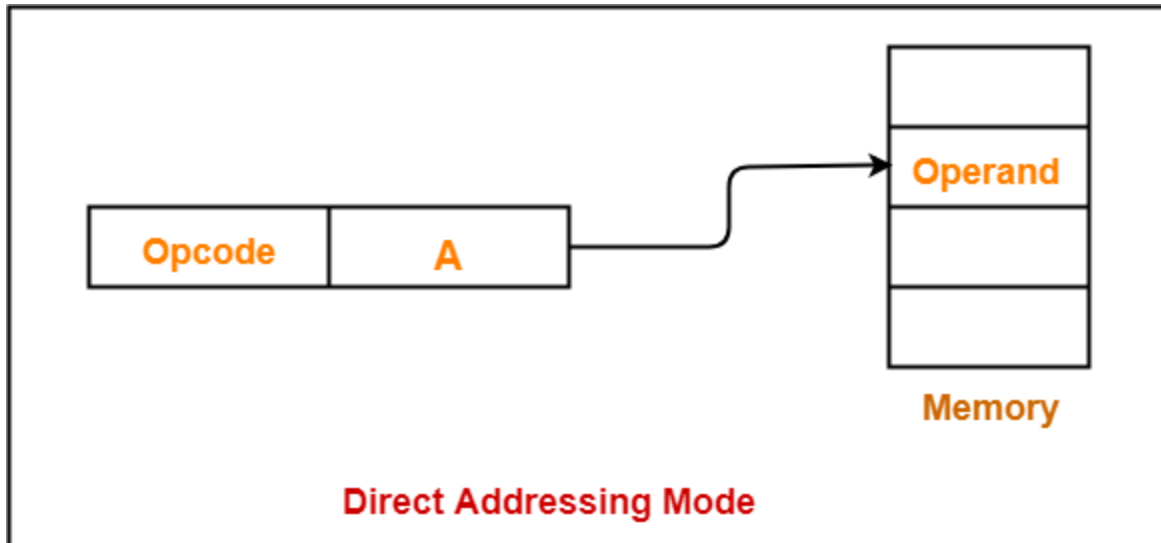 Operand
Opcode
A
Memory
Direct Addressing Mode